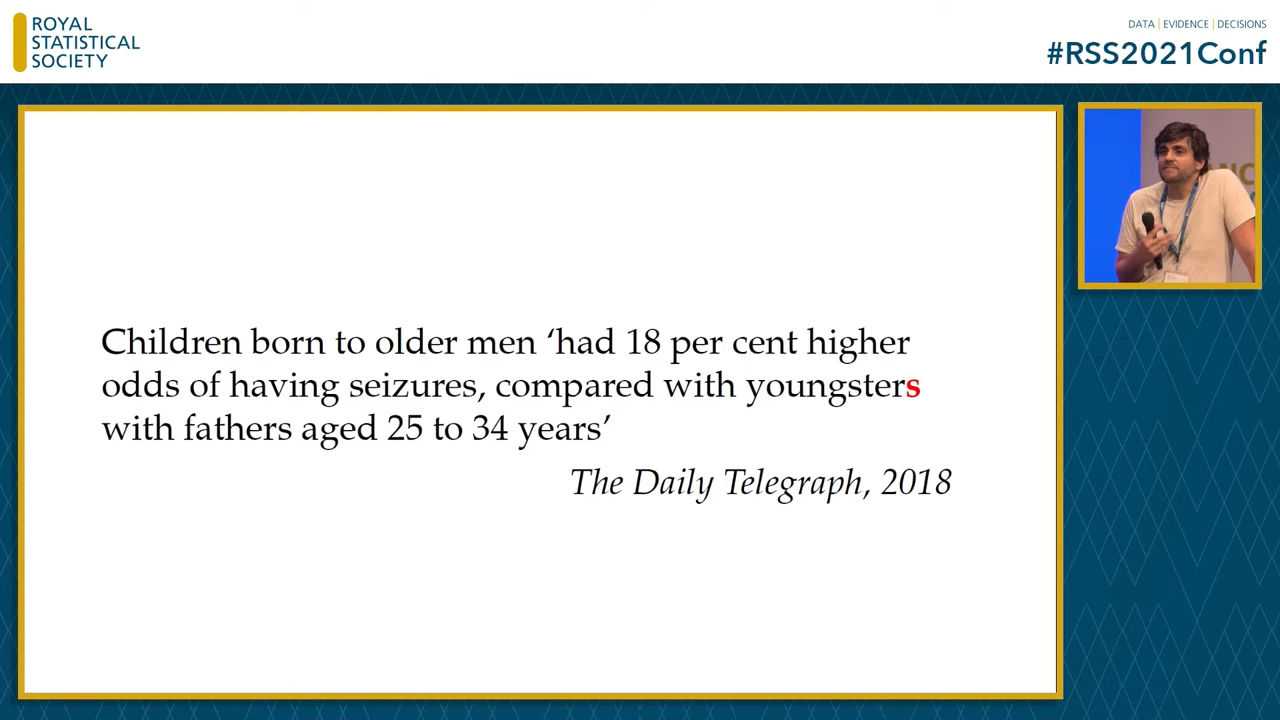 ROYAL
STATISTICAL
SOCIETY
DATA | EVIDENCE | DECISIONS
#RSS2021Conf
Children born to older men ‘had 18 per cent higher
odds of having seizures, compared with youngsters
with fathers aged 25 to 34 years’
The Daily Telegraph, 2018